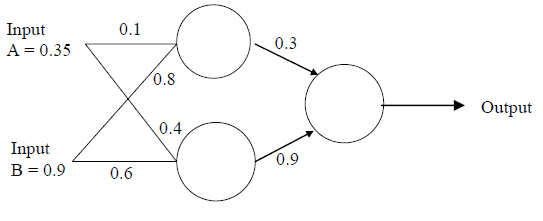 Input
A = 0.35
0.1
0.3
0.8
Output
0.4
Input
B = 0.9
0.6
0.9